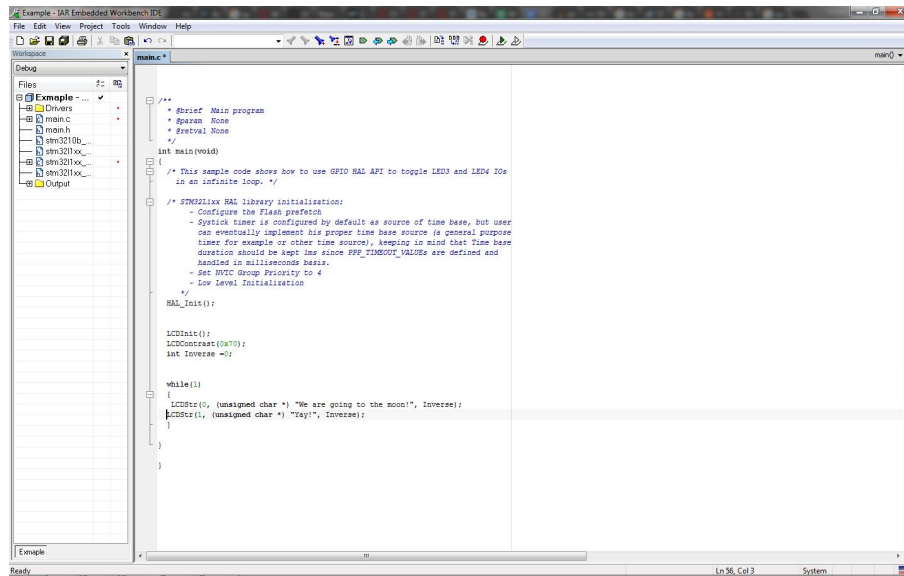 Example - IAR Embedded Workbench IDE
File Edit View Project Tools Window Help
Workspace
main.c *
main()
Debug
Files
Exmaple - ...
Drivers
main.c
main.h
stm3210b_...
stm32l1xx_...
stm32l1xx_...
stm32l1xx_...
Output
/**
* @brief Main program
* @param None
* @retval None
*/
int main(void)
{
/* This sample code shows how to use GPIO HAL API to toggle LED3 and LED4 IOs
in an infinite loop. */
/* STM32L1xx HAL library initialization:
- Configure the Flash prefetch
- Systick timer is configured by default as source of time base, but user
can eventually implement his proper time base source (a general purpose
timer for example or other time source), keeping in mind that Time base
duration should be kept 1ms since PPP_TIMEOUT_VALUEs are defined and
handled in milliseconds basis.
- Set NVIC Group Priority to 4
- Low Level Initialization
*/
HAL_Init();
LCDInit();
LCDContrast(0x70);
int Inverse =0;
while(1)
{
LCDStr(0, (unsigned char *) "We are going to the moon!", Inverse);
LCDStr(1, (unsigned char *) "Yay!", Inverse);
}
}
}
Exmaple
Ready
Ln 56, Col 3
System